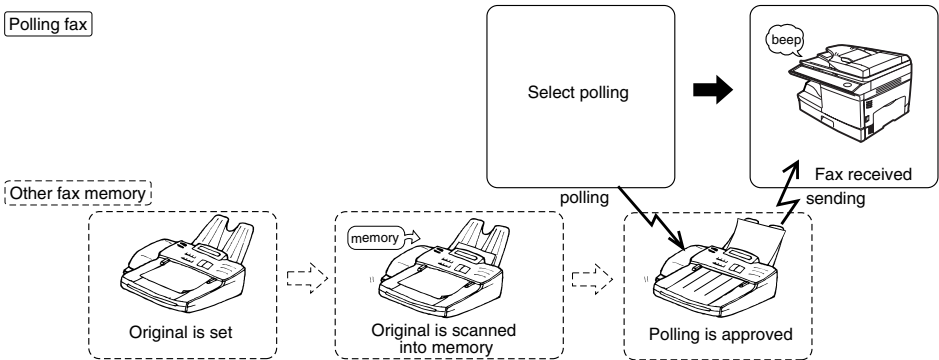 Polling fax
beep
Select polling
Fax received
polling
sending
Other fax memory
memory
Original is set
Original is scanned
into memory
Polling is approved